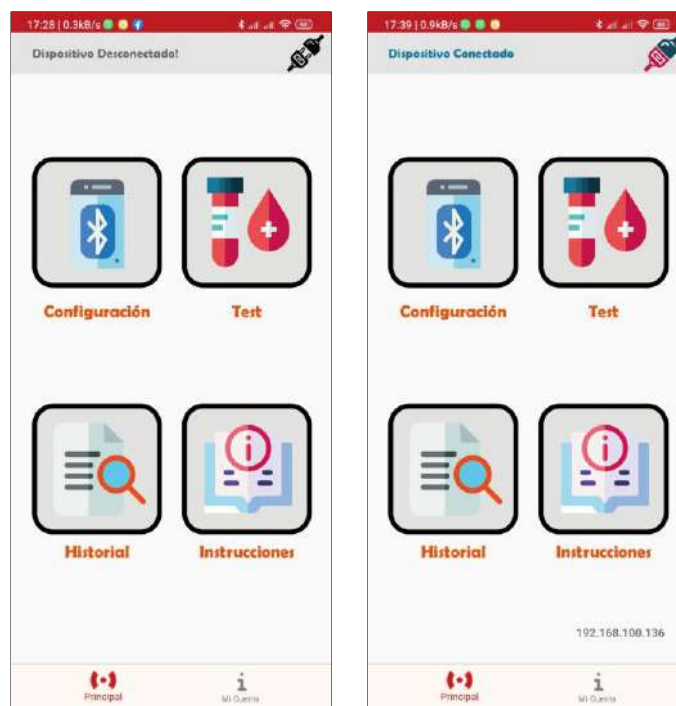 17:28 | 0.3kB/s
Dispositivo Desconectado!
Configuración
Test
Historial
Instrucciones
Principal
Mi Cuenta
17:39 | 0.9kB/s
Dispositivo Conectado
Configuración
Test
Historial
Instrucciones
192.168.100.136
Principal
Mi Cuenta